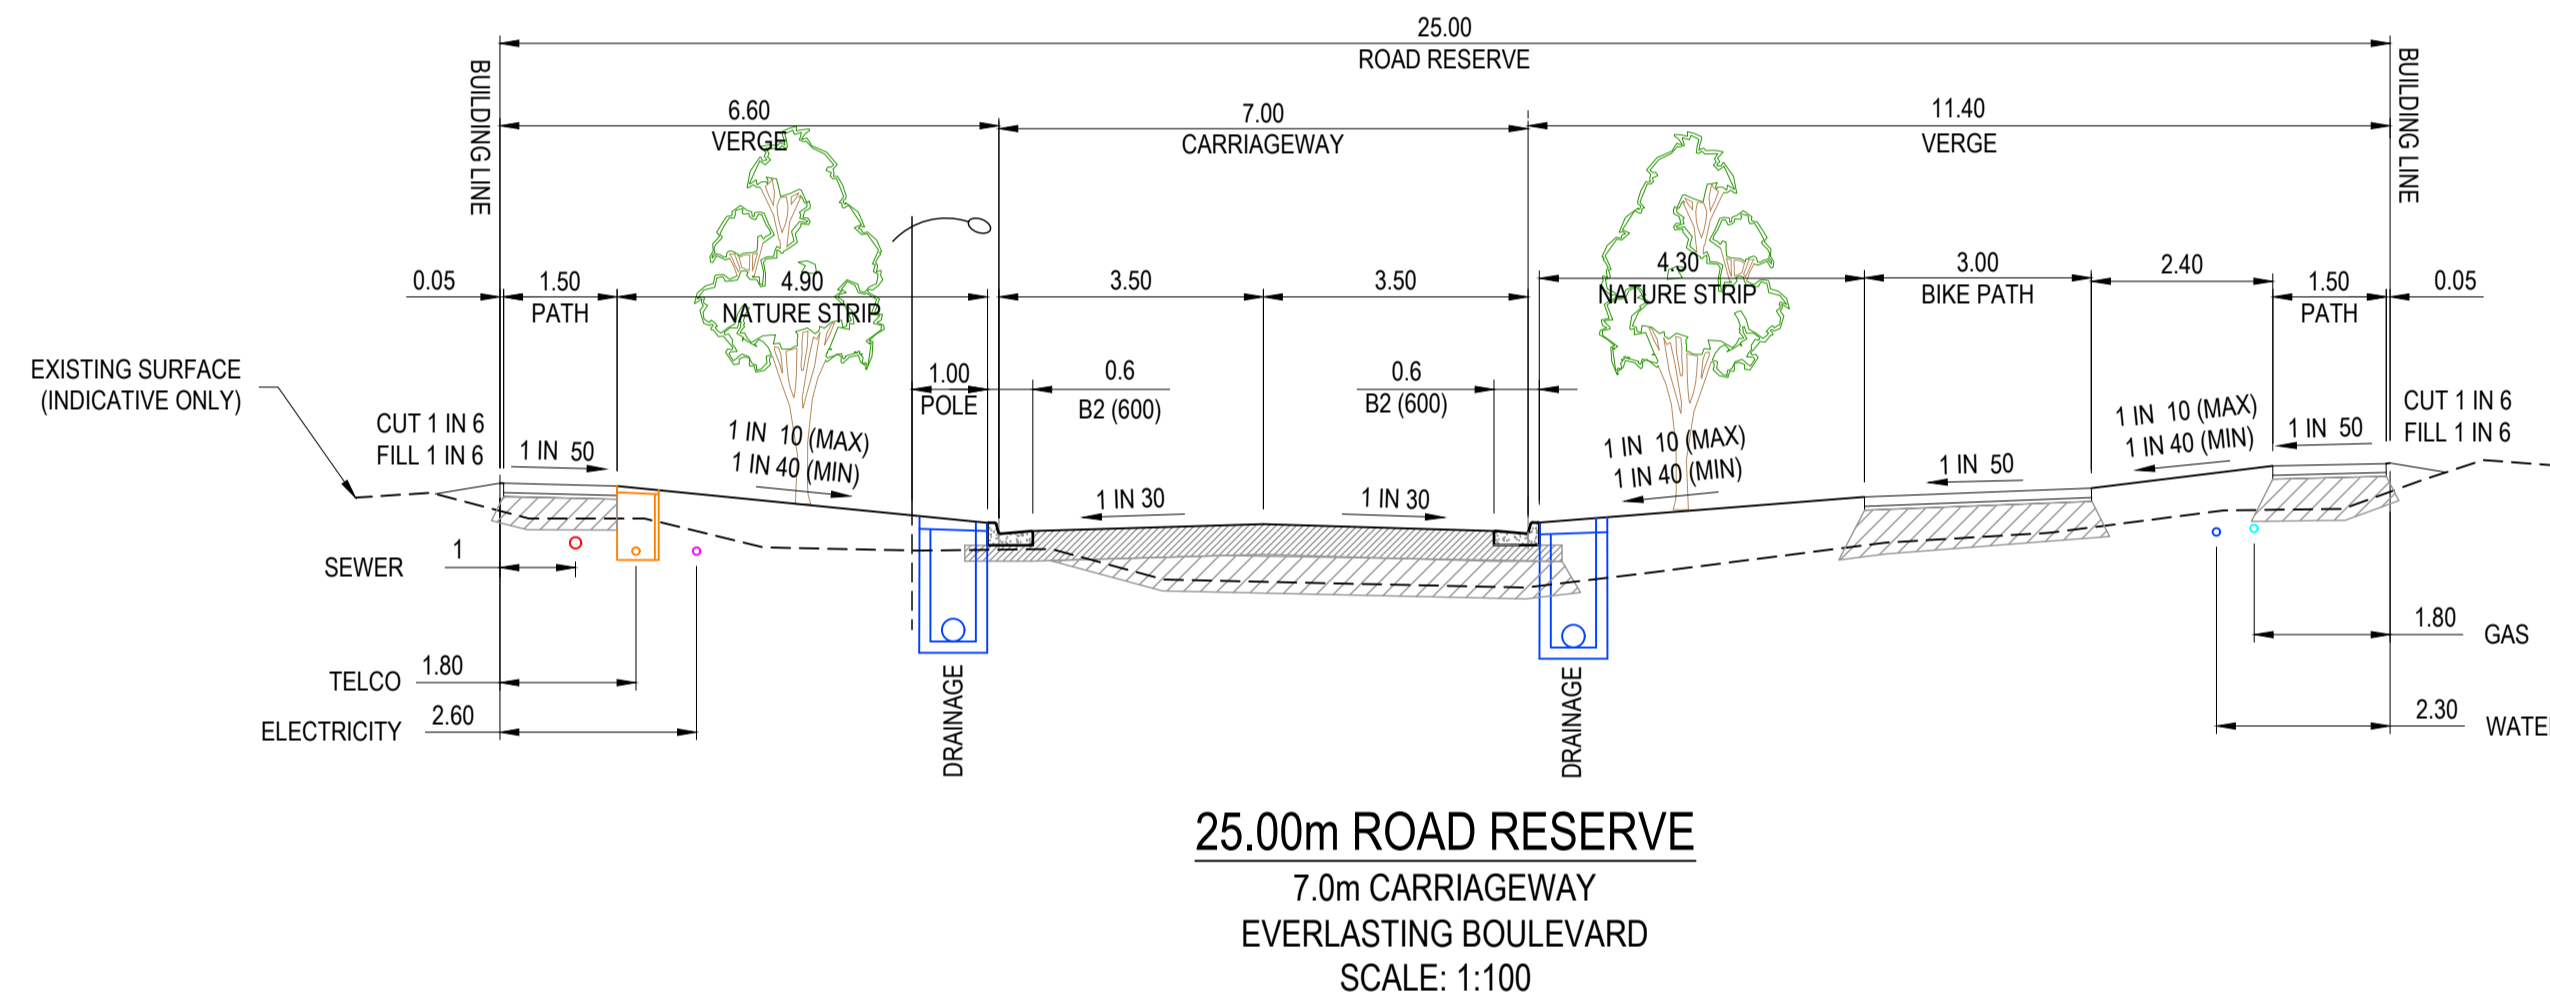 25.00
ROAD RESERVE
BUILDING LINE
BUILDING LINE
6.60
VERGE
7.00
CARRIAGEWAY
11.40
VERGE
0.05
1.50
PATH
4.90
NATURE STRIP
3.50
3.50
4.30
NATURE STRIP
3.00
BIKE PATH
2.40
1.50
PATH
0.05
EXISTING SURFACE
(INDICATIVE ONLY)
1.00
POLE
0.6
B2 (600)
0.6
B2 (600)
CUT 1 IN 6
FILL 1 IN 6
1 IN 50
1 IN 10 (MAX)
1 IN 40 (MIN)
1 IN 30
1 IN 30
1 IN 10 (MAX)
1 IN 40 (MIN)
1 IN 50
1 IN 10 (MAX)
1 IN 40 (MIN)
1 IN 50
CUT 1 IN 6
FILL 1 IN 6
1
SEWER
1.80
TELCO
2.60
ELECTRICITY
DRAINAGE
DRAINAGE
1.80
GAS
2.30
WATE
25.00m ROAD RESERVE
7.0m CARRIAGEWAY
EVERLASTING BOULEVARD
SCALE: 1:100